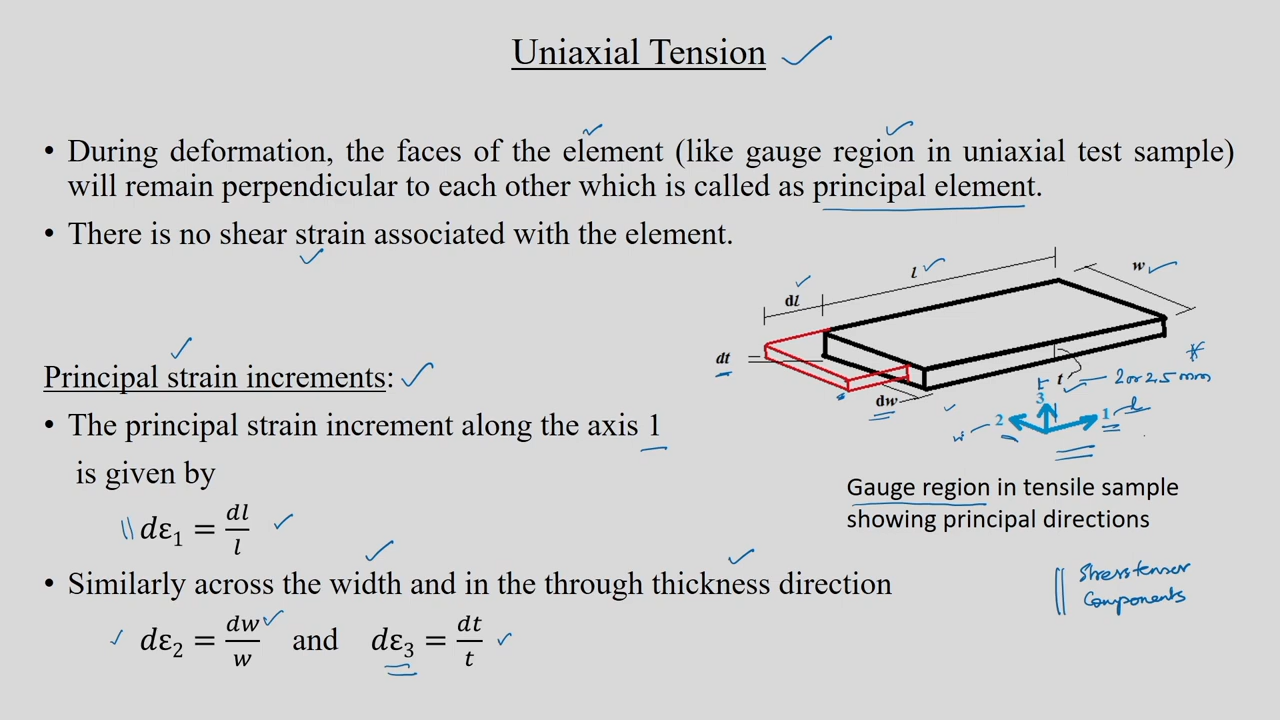 Uniaxial Tension
• During deformation, the faces of the element (like gauge region in uniaxial test sample)
will remain perpendicular to each other which is called as principal element.
• There is no shear strain associated with the element.
l
w
dl
dt
t
dw
2 or 2.5 mm
t
3
2
1
w
l
Principal strain increments:
• The principal strain increment along the axis 1
is given by
dε₁ = dl/l
Gauge region in tensile sample
showing principal directions
• Similarly across the width and in the through thickness direction
dε₂ = dw/w and dε₃ = dt/t
Stress tensor
Components